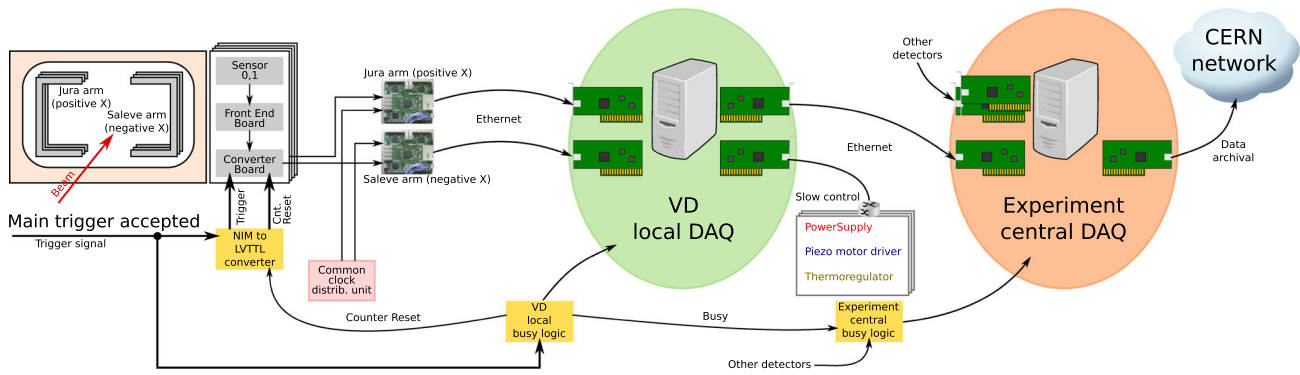 Jura arm
(positive X)
Saleve arm
(negative X)
Beam
Sensor
0,1
Front End
Board
Converter
Board
Trigger
Cnt.
Reset
Main trigger accepted
Trigger signal
NIM to
LVTTL
converter
Common
clock
distrib. unit
Jura arm (positive X)
Saleve arm (negative X)
Ethernet
Counter Reset
VD
local DAQ
VD
local
busy logic
Busy
Ethernet
Slow control
PowerSupply
Piezo motor driver
Thermoregulator
Experiment
central
busy logic
Other detectors
Other
detectors
Experiment
central DAQ
CERN
network
Data
archival